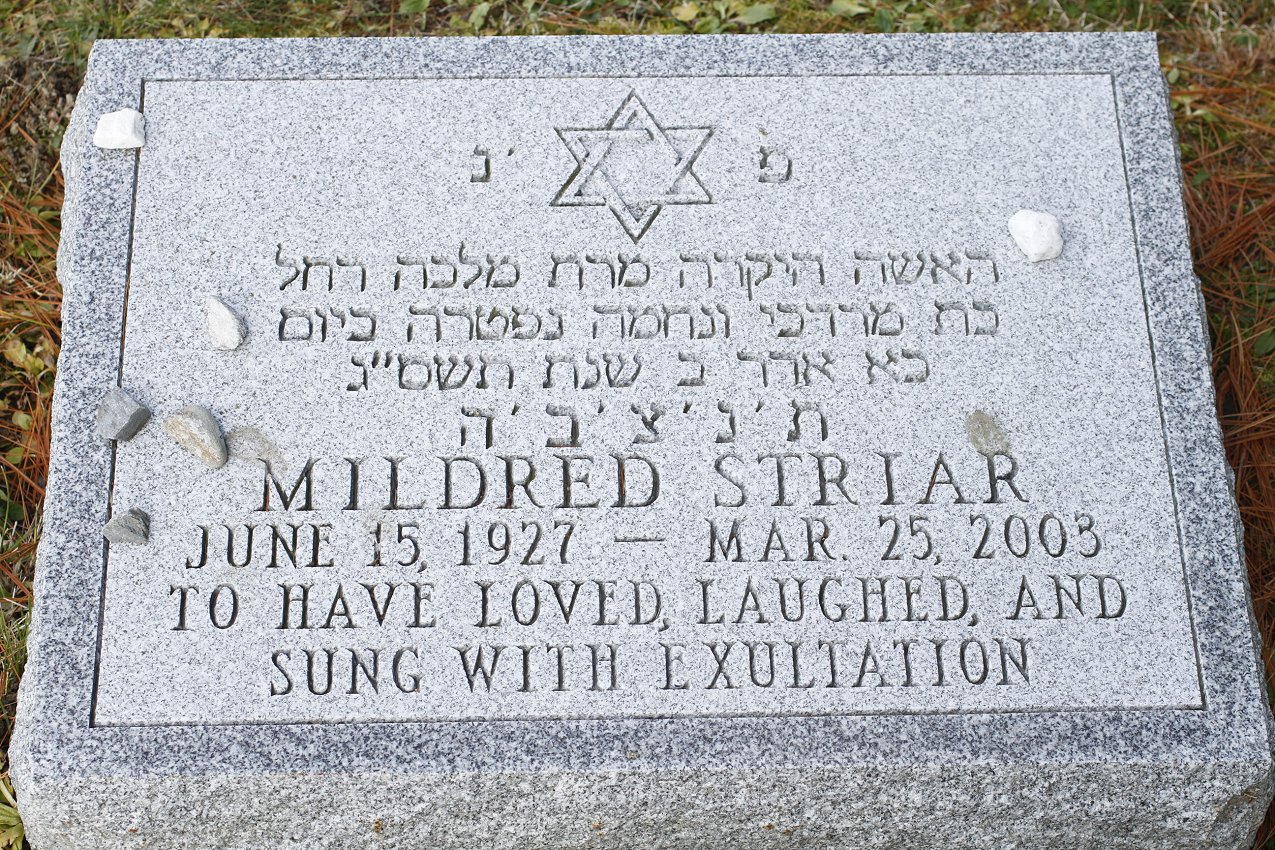 פ׳ נ׳
האשה היקרה מרת מלכה רחל
בת מרדכי ונחמה נפטרה ביום
כא אדר ב שנת תשס"ג
ת׳נ׳צ׳ב׳ה
MILDRED STRIAR
JUNE 15, 1927 — MAR. 25, 2003
TO HAVE LOVED, LAUGHED, AND
SUNG WITH EXULTATION